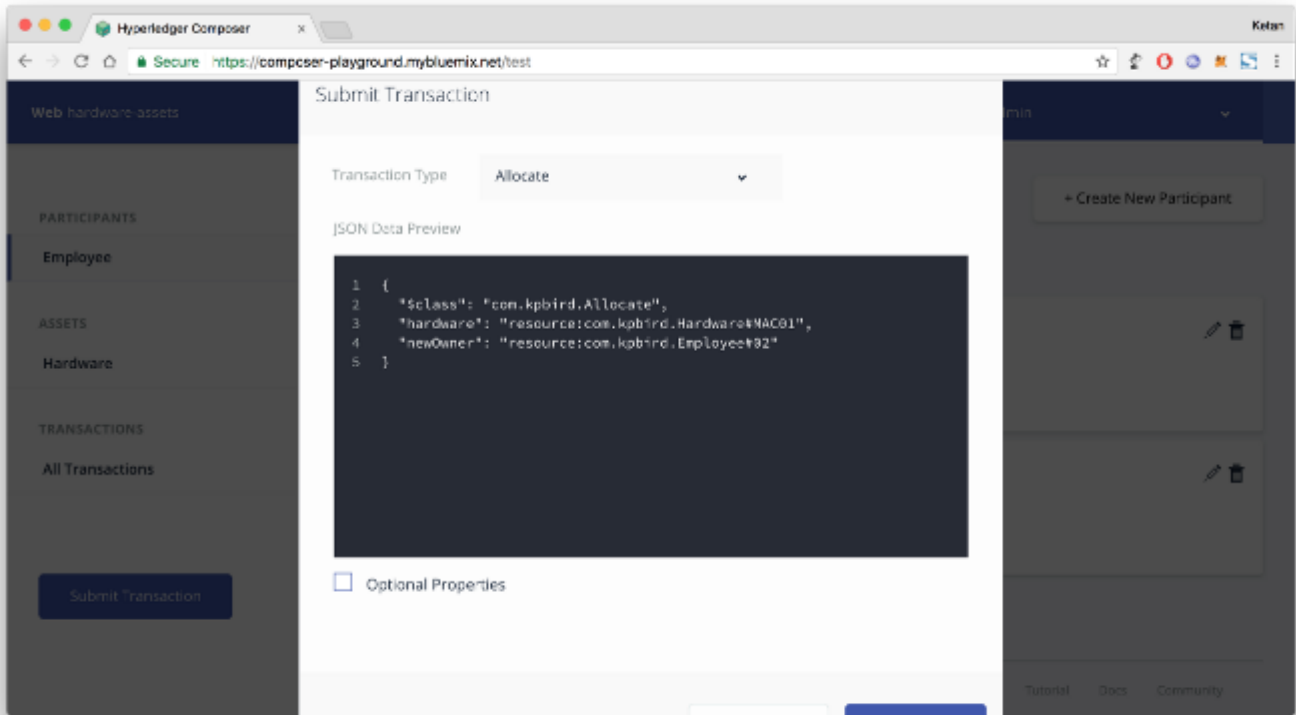 Hyperledger Composer
Ketan
Secure https://composer-playground.mybluemix.net/test
Web hardware-assets
Submit Transaction
dmin
Transaction Type
Allocate
+ Create New Participant
PARTICIPANTS
Employee
JSON Data Preview
1 {
2 "$class": "com.kpbird.Allocate",
3 "hardware": "resource:com.kpbird.Hardware#MAC01",
4 "newOwner": "resource:com.kpbird.Employee#02"
5 }
ASSETS
Hardware
TRANSACTIONS
All Transactions
Optional Properties
Submit Transaction
Tutorial Docs Community